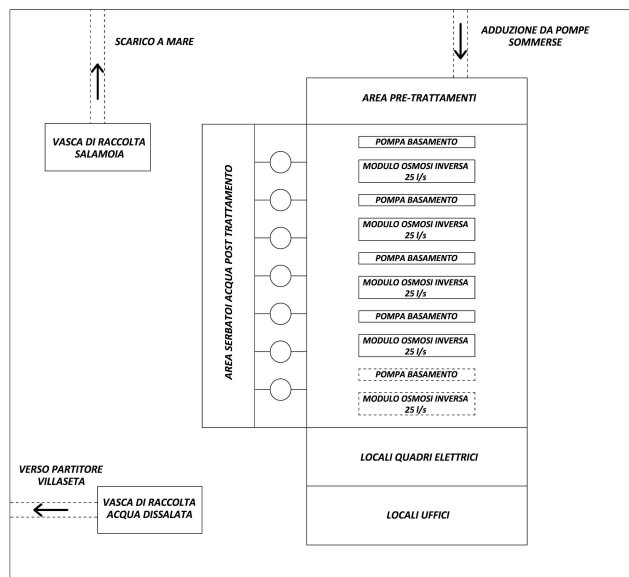 SCARICO A MARE
ADDUZIONE DA POMPE
SOMMERSE
AREA PRE-TRATTAMENTI
VASCA DI RACCOLTA
SALAMOIA
AREA SERBATOI ACQUA POST TRATTAMENTO
POMPA BASAMENTO
MODULO OSMOSI INVERSA
25 l/s
POMPA BASAMENTO
MODULO OSMOSI INVERSA
25 l/s
POMPA BASAMENTO
MODULO OSMOSI INVERSA
25 l/s
POMPA BASAMENTO
MODULO OSMOSI INVERSA
25 l/s
POMPA BASAMENTO
MODULO OSMOSI INVERSA
25 l/s
LOCALI QUADRI ELETTRICI
VERSO PARTITORE
VILLASETA
VASCA DI RACCOLTA
ACQUA DISSALATA
LOCALI UFFICI